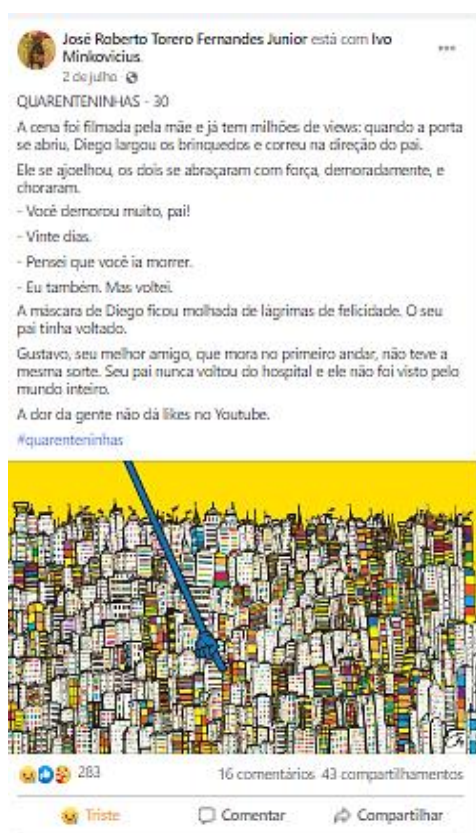 José Roberto Torero Fernandes Junior está com Ivo
Minkovicius.
2 de julho
QUARENTENINHAS - 30
A cena foi filmada pela mãe e já tem milhões de views: quando a porta
se abriu, Diego largou os brinquedos e correu na direção do pai.
Ele se ajoelhou, os dois se abraçaram com força, demoradamente, e
choraram.
- Você demorou muito, pai!
- Vinte dias.
- Pensei que você ia morrer.
- Eu também. Mas voltei.
A máscara de Diego ficou molhada de lágrimas de felicidade. O seu
pai tinha voltado.
Gustavo, seu melhor amigo, que mora no primeiro andar, não teve a
mesma sorte. Seu pai nunca voltou do hospital e ele não foi visto pelo
mundo inteiro.
A dor da gente não dá likes no Youtube.
#quarenteninhas
283 16 comentários 43 compartilhamentos
Triste Comentar Compartilhar